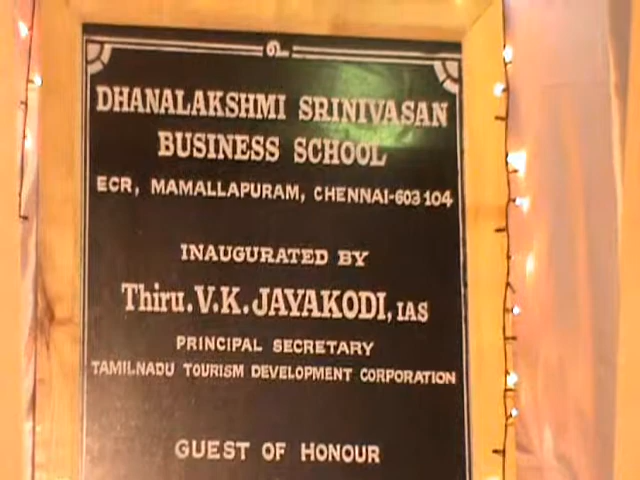 ௨
DHANALAKSHMI SRINIVASAN
BUSINESS SCHOOL
ECR, MAMALLAPURAM, CHENNAI-603 104
INAUGURATED BY
Thiru. V.K. JAYAKODI, IAS
PRINCIPAL SECRETARY
TAMILNADU TOURISM DEVELOPMENT CORPORATION
GUEST OF HONOUR